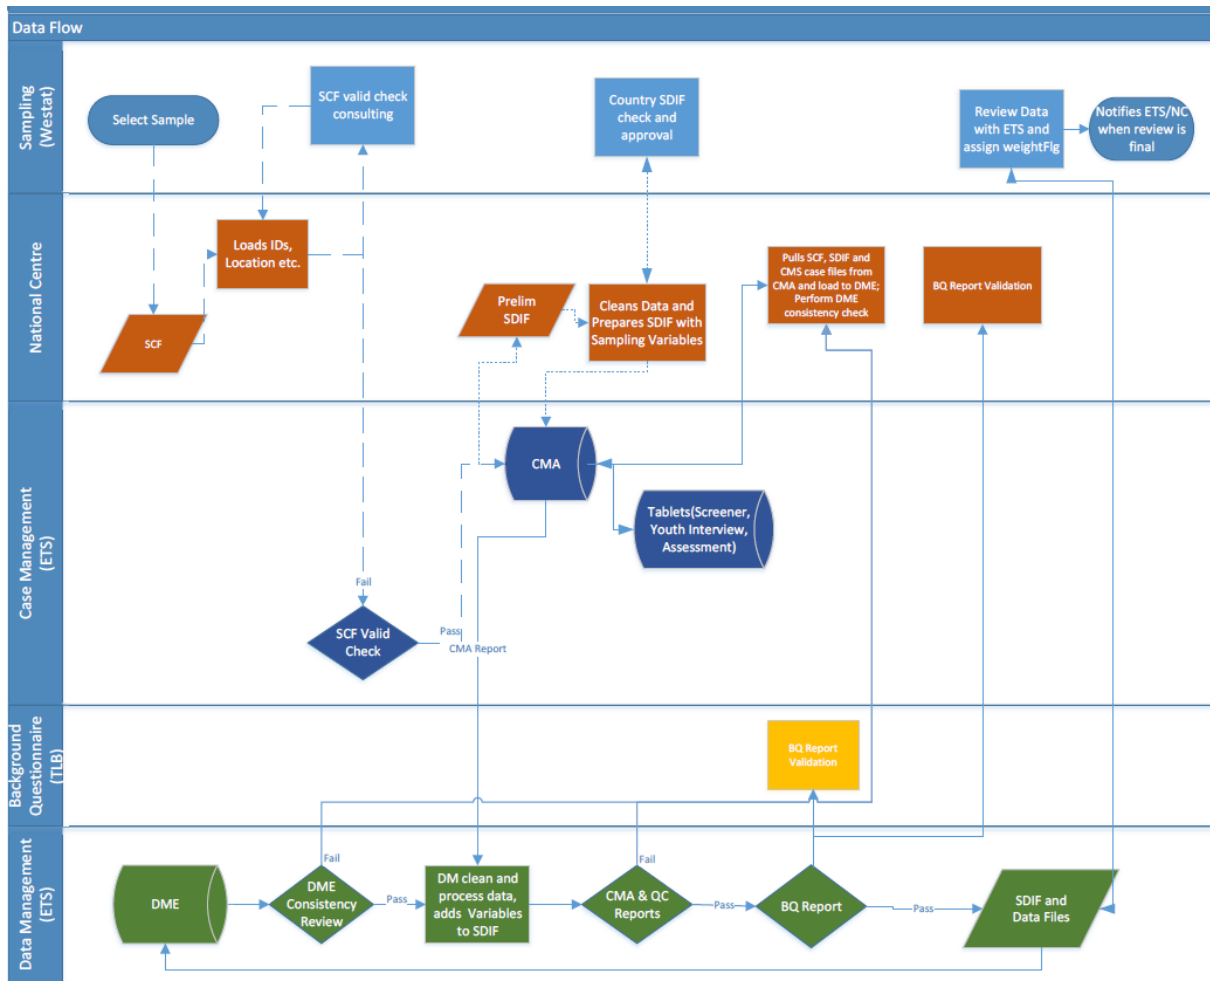 Data Flow
Sampling
(Westat)
Select Sample
SCF valid check
consulting
Country SDIF
check and
approval
Review Data
with ETS and
assign weightFlg
Notifies ETS/NC
when review is
final
National Centre
SCF
Loads IDs,
Location etc.
Prelim
SDIF
Cleans Data and
Prepares SDIF with
Sampling Variables
Pulls SCF, SDIF and
CMS case files from
CMA and load to DME;
Perform DME
consistency check
BQ Report Validation
Case Management
(ETS)
CMA
Tablets(Screener,
Youth Interview,
Assessment)
Fail
SCF Valid
Check
Pass
CMA Report
Background
Questionnaire
(TLB)
BQ Report
Validation
Data Management
(ETS)
DME
Fail
DME
Consistency
Review
Pass
DM clean and
process data,
adds Variables
to SDIF
Fail
CMA & QC
Reports
Pass
BQ Report
Pass
SDIF and
Data Files